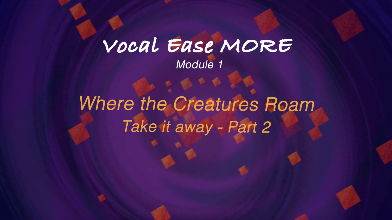 Vocal Ease MORE
Module 1
Where the Creatures Roam
Take it away - Part 2